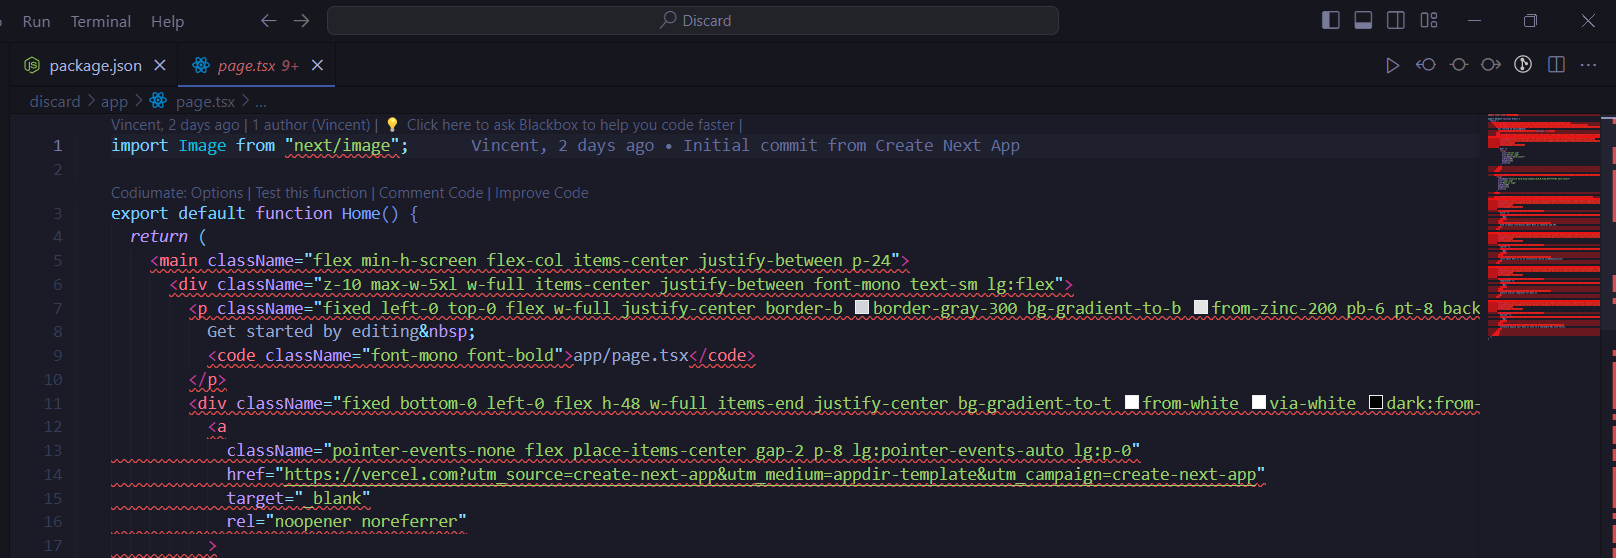 Run Terminal Help Discard
package.json page.tsx 9+
discard > app > page.tsx > ...
Vincent, 2 days ago | 1 author (Vincent) | 💡 Click here to ask Blackbox to help you code faster |
1 import Image from "next/image"; Vincent, 2 days ago • Initial commit from Create Next App
2
Codiumate: Options | Test this function | Comment Code | Improve Code
3 export default function Home() {
4 return (
5 <main className="flex min-h-screen flex-col items-center justify-between p-24">
6 <div className="z-10 max-w-5xl w-full items-center justify-between font-mono text-sm lg:flex">
7 <p className="fixed left-0 top-0 flex w-full justify-center border-b border-gray-300 bg-gradient-to-b from-zinc-200 pb-6 pt-8 back
8 Get started by editing&nbsp;
9 <code className="font-mono font-bold">app/page.tsx</code>
10 </p>
11 <div className="fixed bottom-0 left-0 flex h-48 w-full items-end justify-center bg-gradient-to-t from-white via-white dark:from-
12 <a
13 className="pointer-events-none flex place-items-center gap-2 p-8 lg:pointer-events-auto lg:p-0"
14 href="https://vercel.com?utm_source=create-next-app&utm_medium=appdir-template&utm_campaign=create-next-app"
15 target="_blank"
16 rel="noopener noreferrer"
17 >